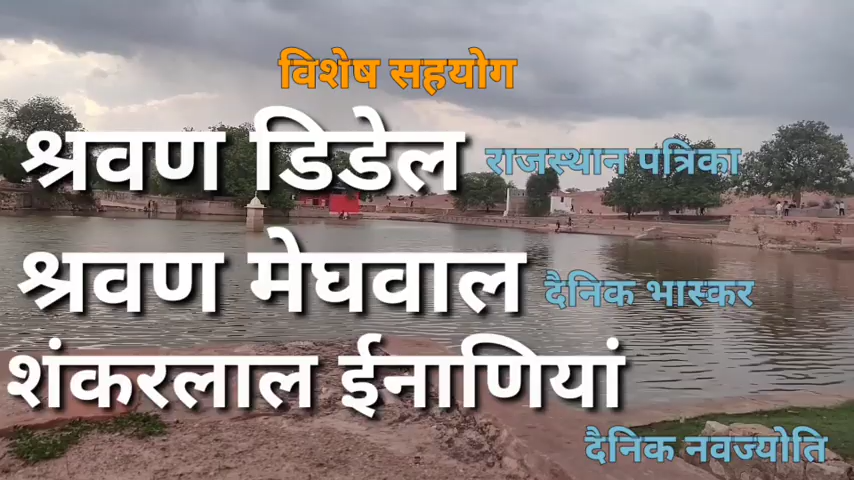 विशेष सहयोग
श्रवण डिडेल राजस्थान पत्रिका
श्रवण मेघवाल दैनिक भास्कर
शंकरलाल ईनाणियां
दैनिक नवज्योति